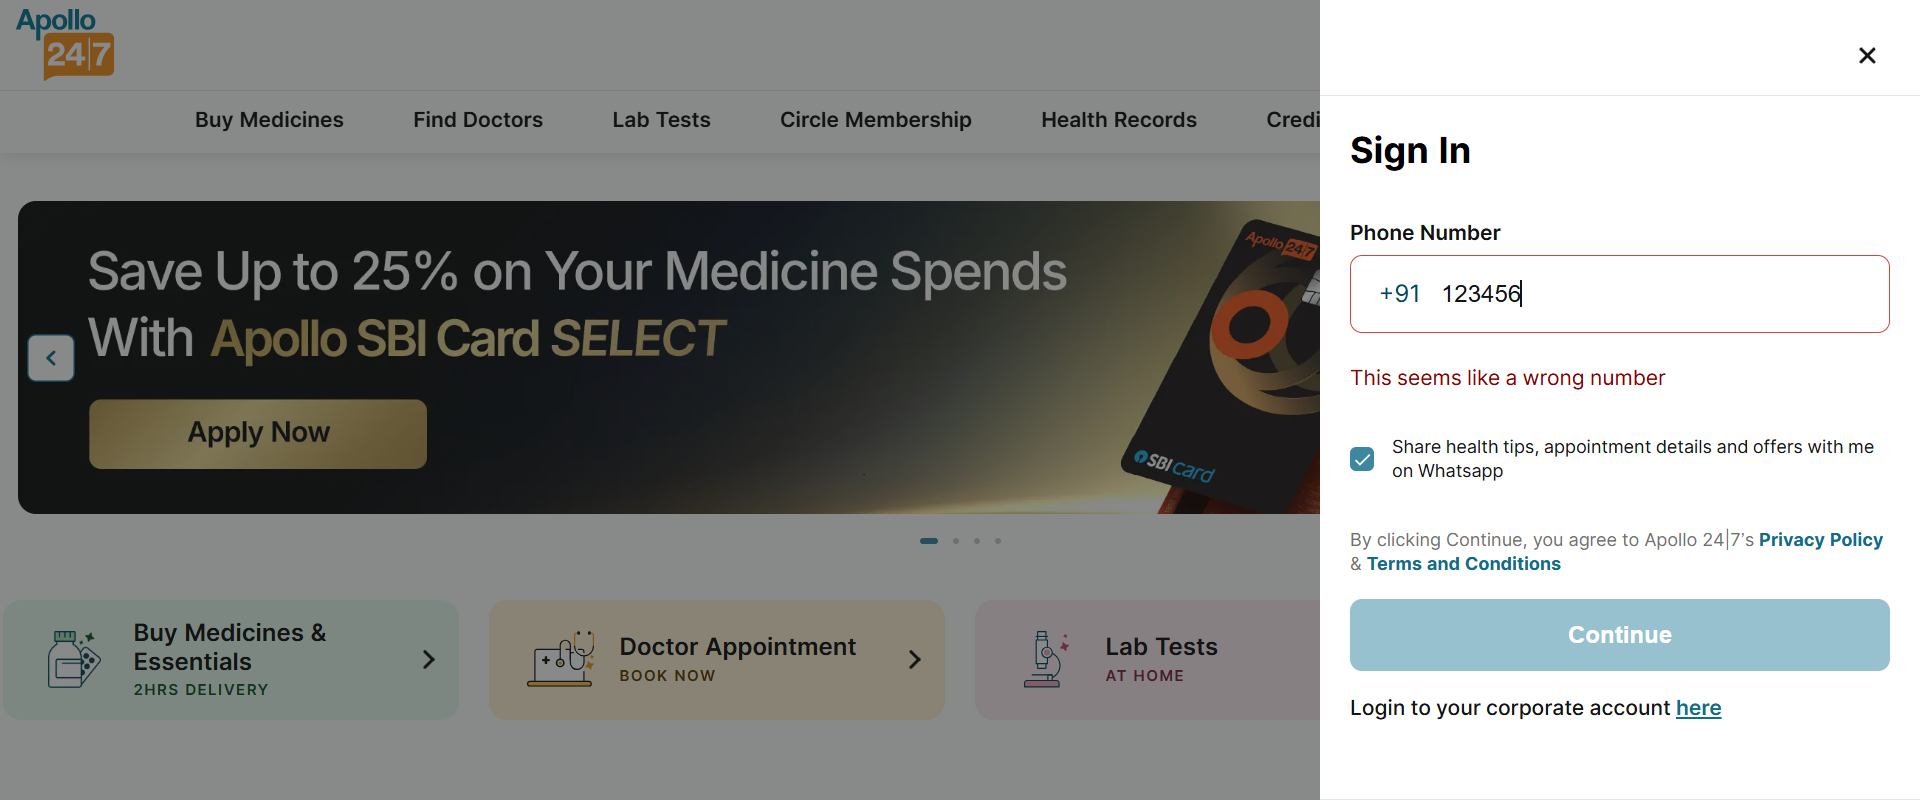 Apollo
24|7
Buy Medicines
Find Doctors
Lab Tests
Circle Membership
Health Records
Credi
Save Up to 25% on Your Medicine Spends
With Apollo SBI Card SELECT
Apply Now
Apollo 24|7
SBI Card
Buy Medicines &
Essentials
2HRS DELIVERY
Doctor Appointment
BOOK NOW
Lab Tests
AT HOME
Sign In
Phone Number
+91 123456
This seems like a wrong number
Share health tips, appointment details and offers with me
on Whatsapp
By clicking Continue, you agree to Apollo 24|7's Privacy Policy
& Terms and Conditions
Continue
Login to your corporate account here